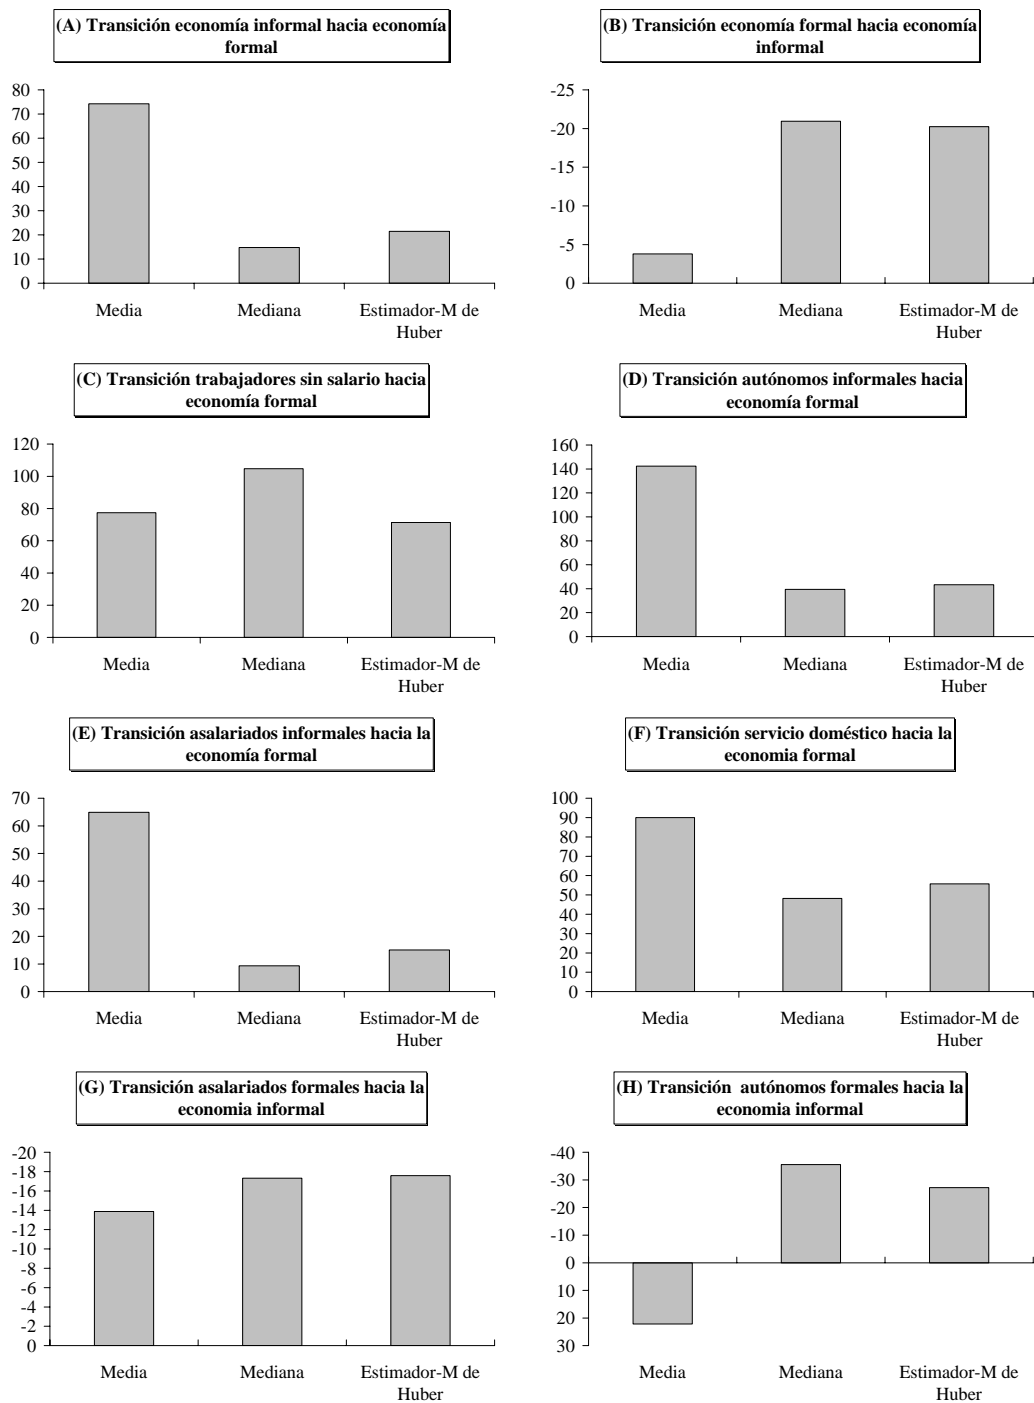 (A) Transición economía informal hacia economía
formal
80
70
60
50
40
30
20
10
0
Media
Mediana
Estimador-M de
Huber
(B) Transición economía formal hacia economía
informal
-25
-20
-15
-10
-5
0
Media
Mediana
Estimador-M de
Huber
(C) Transición trabajadores sin salario hacia
economía formal
120
100
80
60
40
20
0
Media
Mediana
Estimador-M de
Huber
(D) Transición autónomos informales hacia
economía formal
160
140
120
100
80
60
40
20
0
Media
Mediana
Estimador-M de
Huber
(E) Transición asalariados informales hacia la
economía formal
70
60
50
40
30
20
10
0
Media
Mediana
Estimador-M de
Huber
(F) Transición servicio doméstico hacia la
economia formal
100
90
80
70
60
50
40
30
20
10
0
Media
Mediana
Estimador-M de
Huber
(G) Transición asalariados formales hacia la
economia informal
-20
-18
-16
-14
-12
-10
-8
-6
-4
-2
0
Media
Mediana
Estimador-M de
Huber
(H) Transición  autónomos formales hacia la
economia informal
-40
-30
-20
-10
0
10
20
30
Media
Mediana
Estimador-M de
Huber